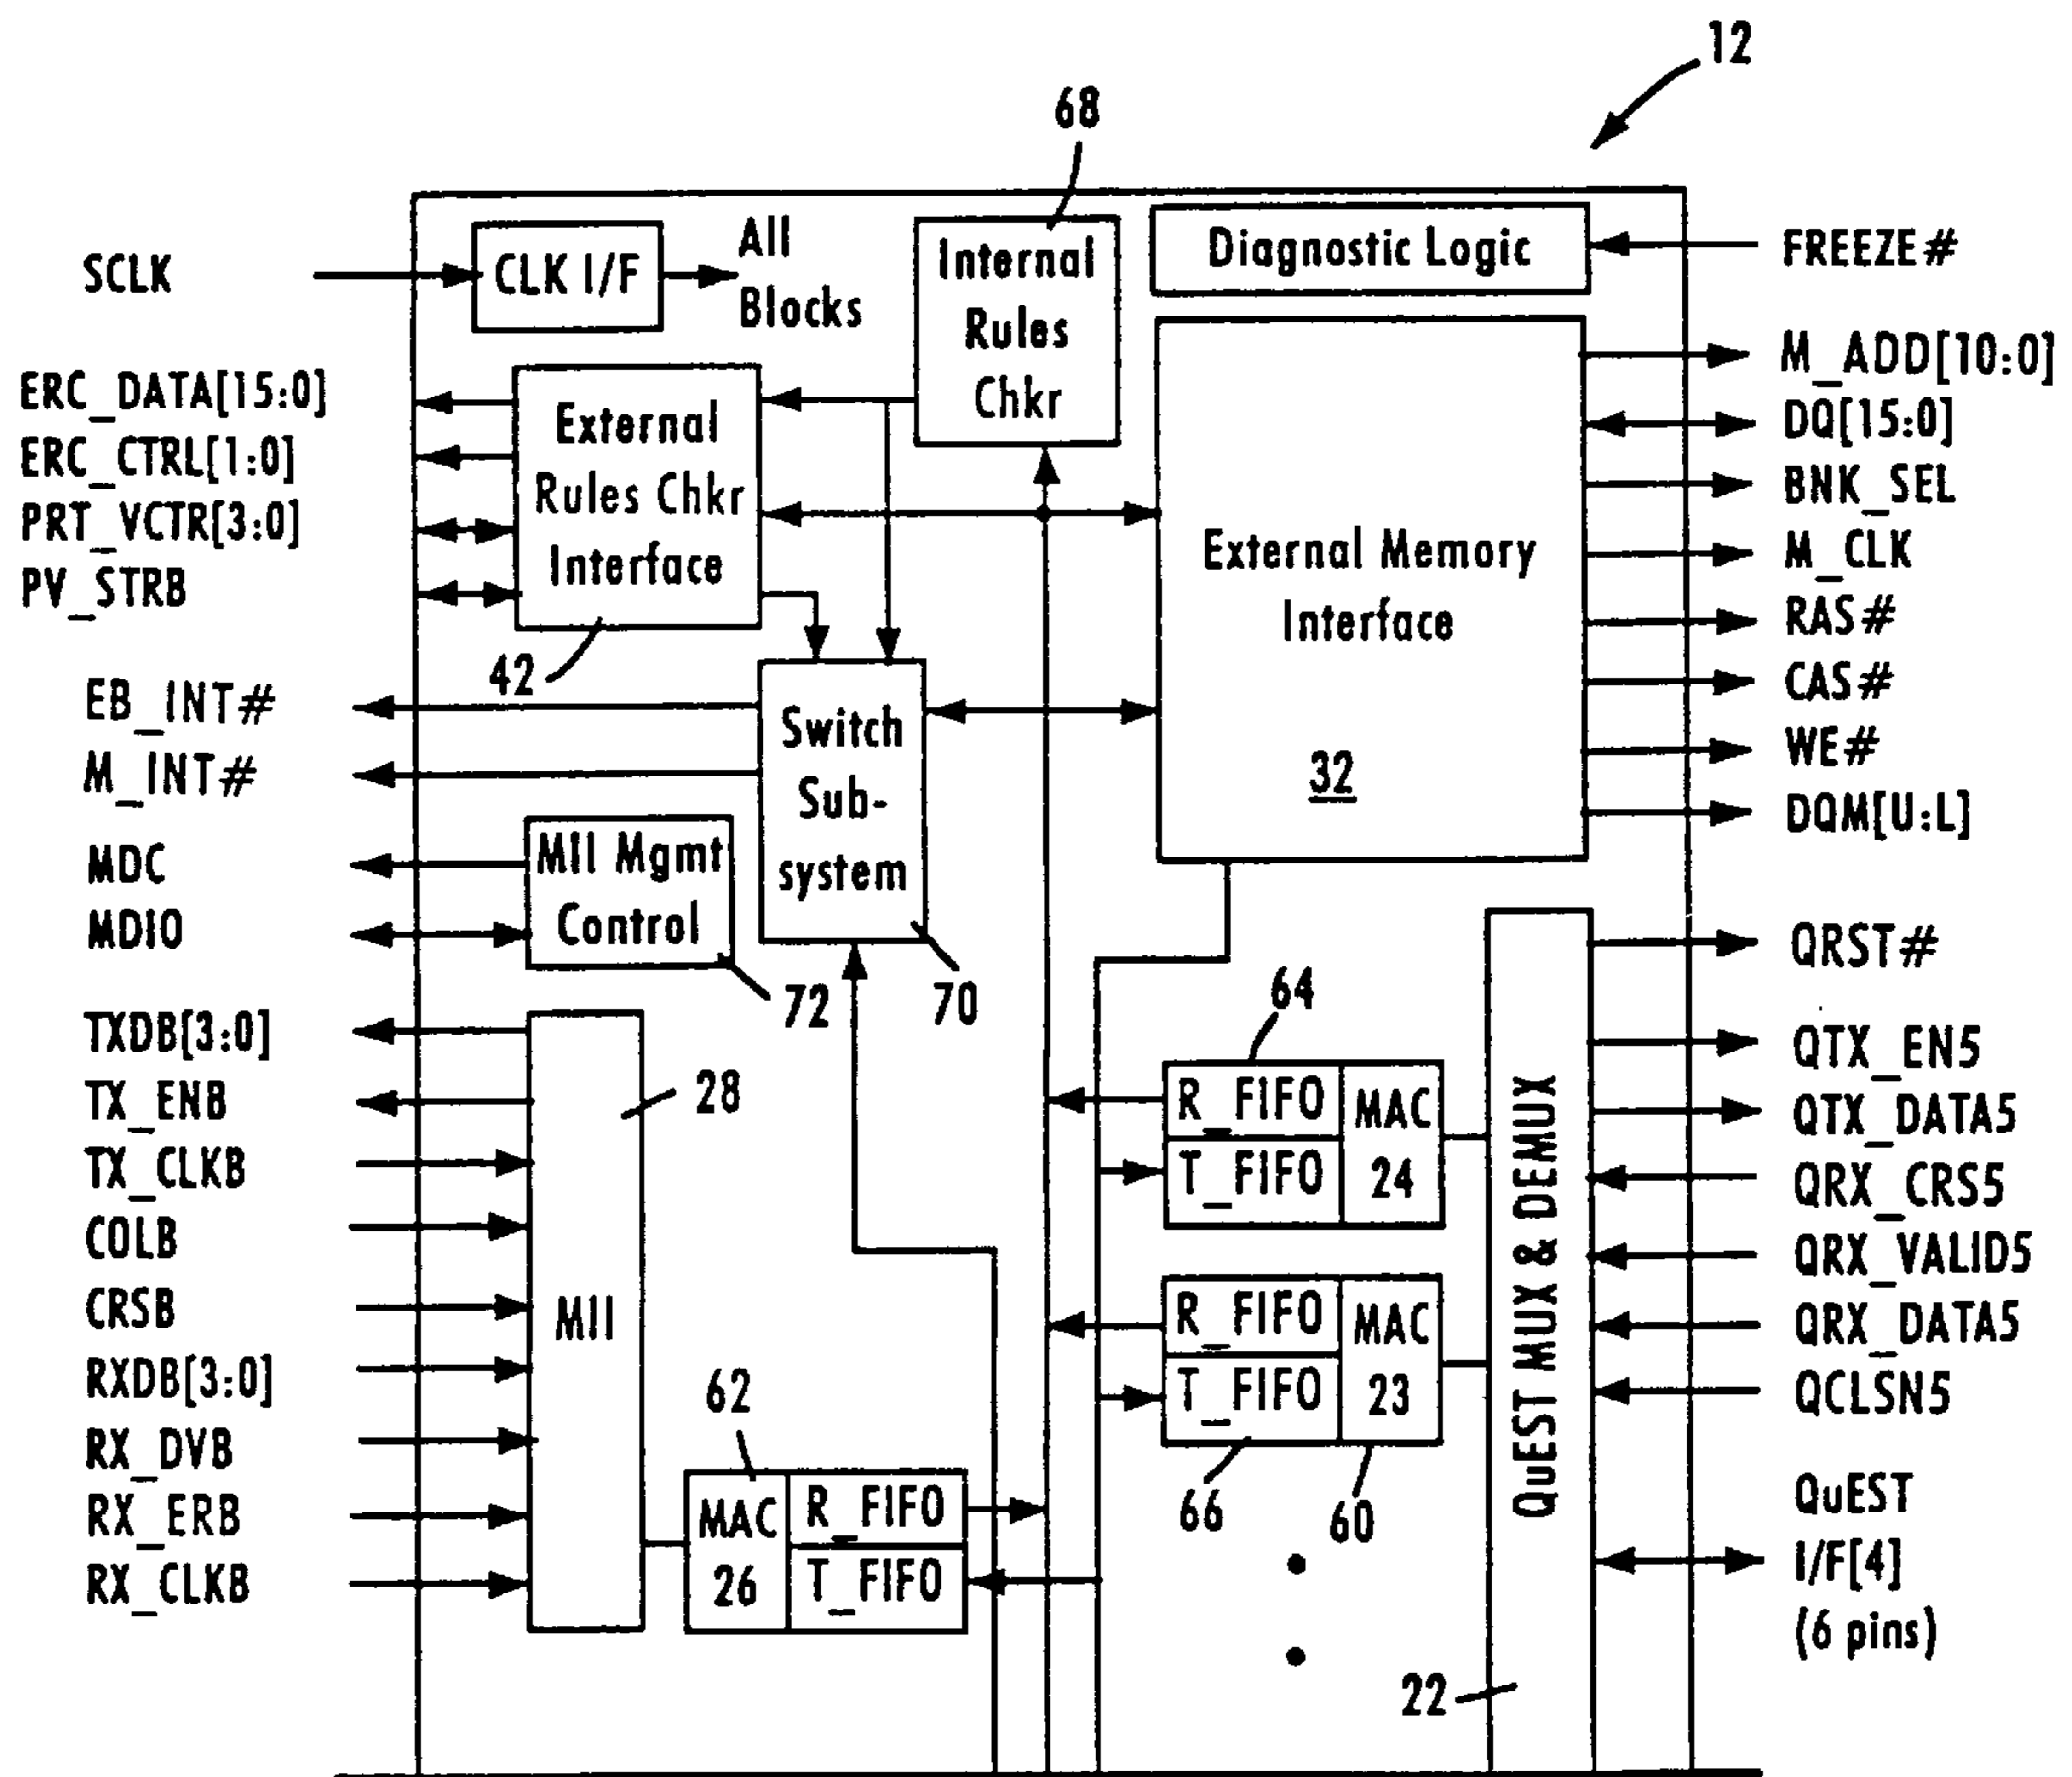 12
68
SCLK
CLK I/F
All
Blocks
Internal
Rules
Chkr
Diagnostic Logic
FREEZE#
ERC_DATA[15:0]
ERC_CTRL[1:0]
PRT_VCTR[3:0]
PV_STRB
External
Rules Chkr
Interface
42
External Memory
Interface
32
M_ADD[10:0]
DQ[15:0]
BNK_SEL
M_CLK
RAS#
CAS#
WE#
DQM[U:L]
EB_INT#
M_INT#
Switch
Sub-
system
70
MDC
MDIO
MII Mgmt
Control
72
TXDB[3:0]
TX_ENB
TX_CLKB
COLB
CRSB
RXDB[3:0]
RX_DVB
RX_ERB
RX_CLKB
MII
28
62
MAC
26
R_FIFO
T_FIFO
64
R_FIFO
T_FIFO
MAC
24
R_FIFO
T_FIFO
MAC
23
66
60
QuEST MUX & DEMUX
22
QRST#
QTX_EN5
QTX_DATA5
QRX_CRS5
QRX_VALID5
QRX_DATA5
QCLSN5
QuEST
I/F[4]
(6 pins)